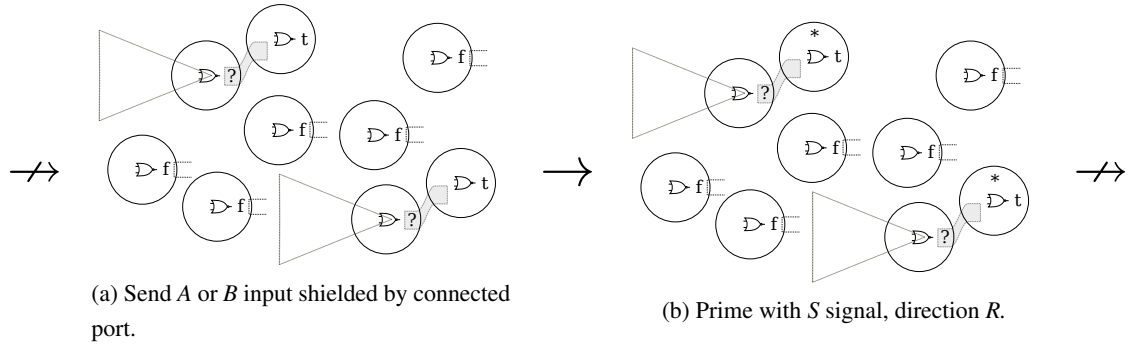 t
f
?
f
f
f
t
f
?
(a) Send A or B input shielded by connected
port.
*
t
f
?
f
f
f
*
t
f
?
(b) Prime with S signal, direction R.